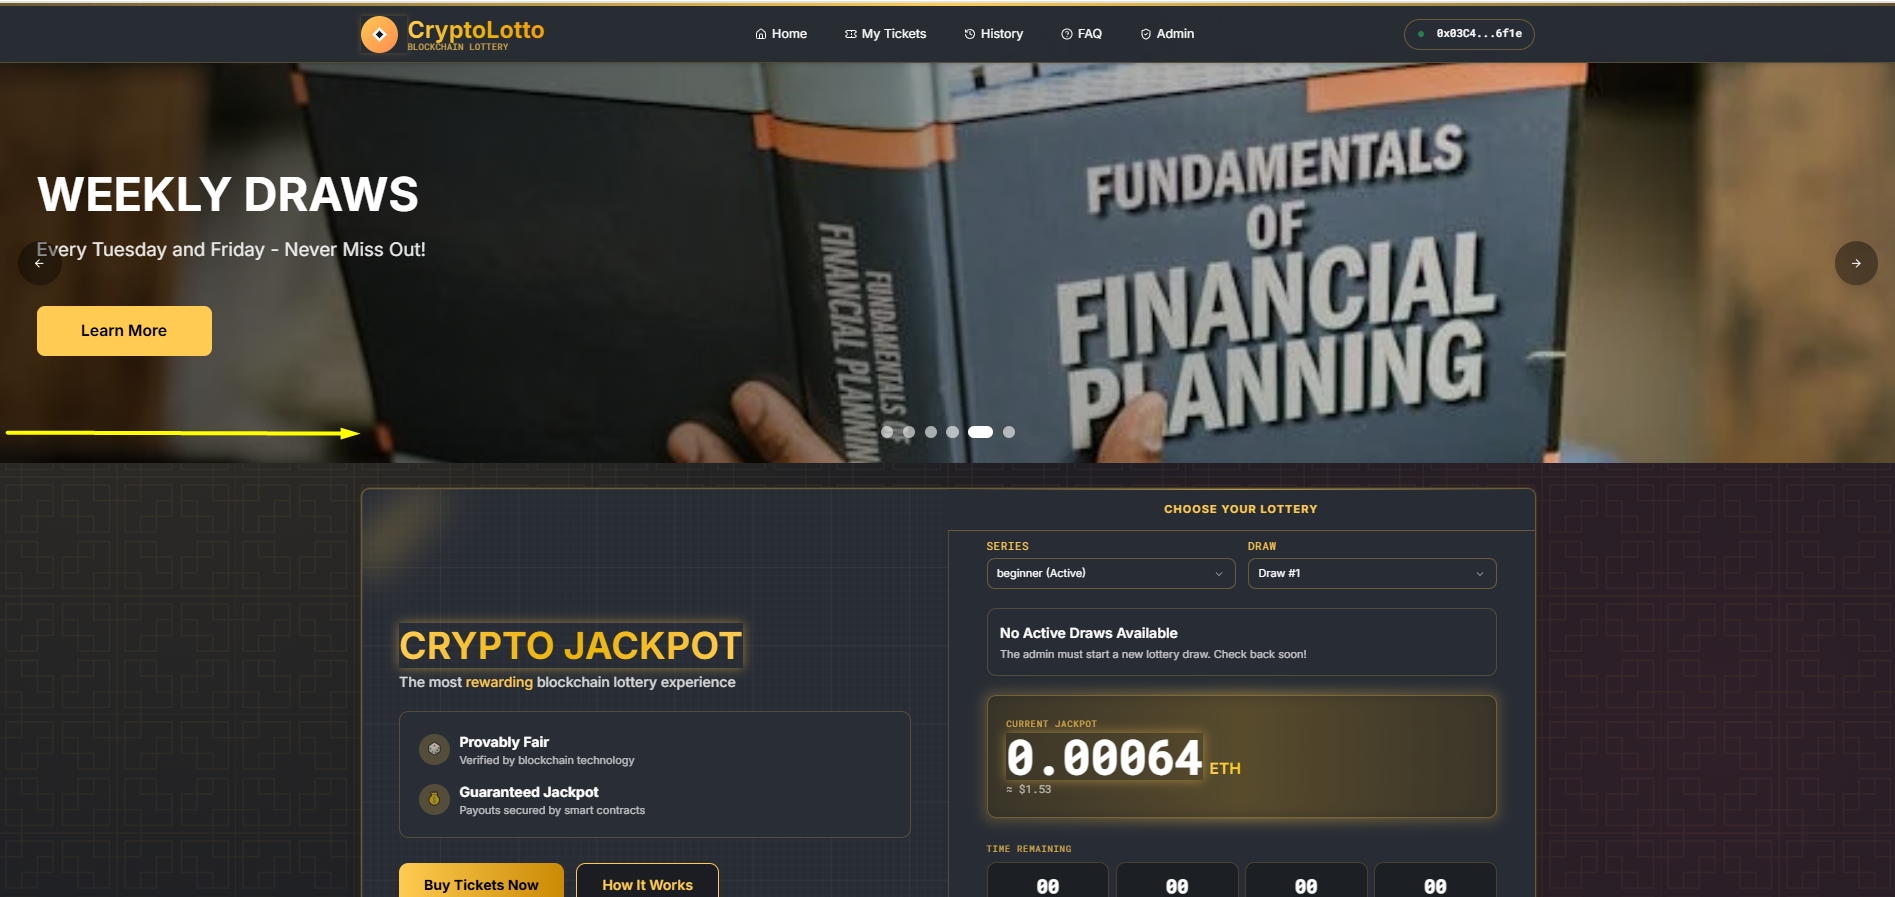 CryptoLotto
BLOCKCHAIN LOTTERY
Home
My Tickets
History
FAQ
Admin
0x03C4...6f1e
WEEKLY DRAWS
Every Tuesday and Friday - Never Miss Out!
Learn More
FUNDAMENTALS
OF
FINANCIAL
PLANNING
FUNDAMENTALS
FINANCIAL PLANNING
CHOOSE YOUR LOTTERY
SERIES
DRAW
beginner (Active)
Draw #1
No Active Draws Available
The admin must start a new lottery draw. Check back soon!
CRYPTO JACKPOT
The most rewarding blockchain lottery experience
Provably Fair
Verified by blockchain technology
Guaranteed Jackpot
Payouts secured by smart contracts
CURRENT JACKPOT
0.00064 ETH
≈ $1.53
TIME REMAINING
00
00
00
00
Buy Tickets Now
How It Works